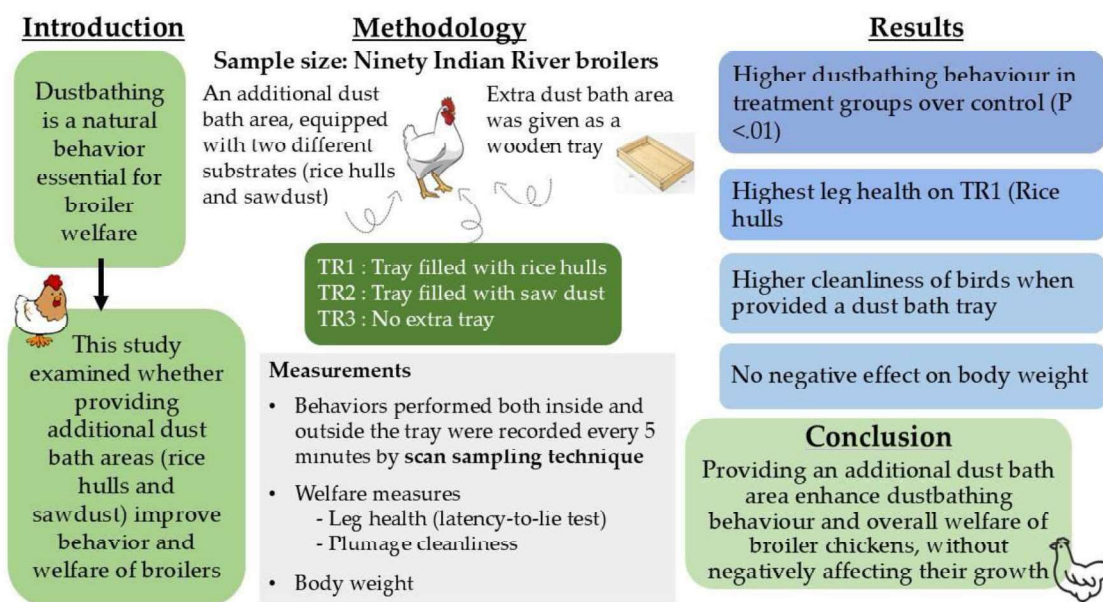 Introduction
Dustbathing
is a natural
behavior
essential for
broiler
welfare
This study
examined whether
providing
additional dust
bath areas (rice
hulls and
sawdust) improve
behavior and
welfare of broilers
Methodology
Sample size: Ninety Indian River broilers
An additional dust
bath area, equipped
with two different
substrates (rice hulls
and sawdust)
Extra dust bath area
was given as a
wooden tray
TR1 : Tray filled with rice hulls
TR2 : Tray filled with saw dust
TR3 : No extra tray
Measurements
• Behaviors performed both inside and
outside the tray were recorded every 5
minutes by scan sampling technique
• Welfare measures
- Leg health (latency-to-lie test)
- Plumage cleanliness
• Body weight
Results
Higher dustbathing behaviour in
treatment groups over control (P
<.01)
Highest leg health on TR1 (Rice
hulls
Higher cleanliness of birds when
provided a dust bath tray
No negative effect on body weight
Conclusion
Providing an additional dust bath
area enhance dustbathing
behaviour and overall welfare of
broiler chickens, without
negatively affecting their growth